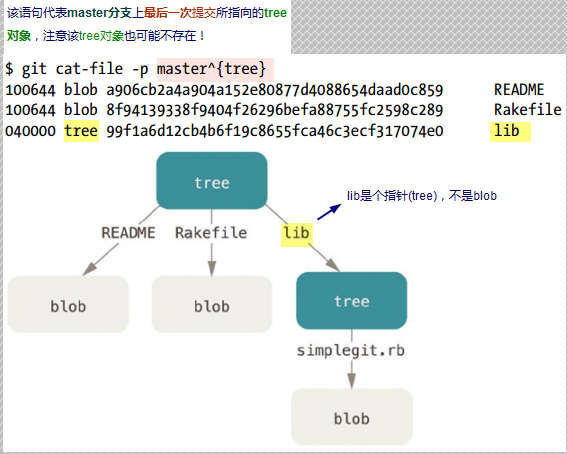 该语句代表master分支上最后一次提交所指向的tree
对象，注意该tree对象也可能不存在！
$ git cat-file -p master^{tree}
100644 blob a906cb2a4a904a152e80877d4088654daad0c859 README
100644 blob 8f94139338f9404f26296befa88755fc2598c289 Rakefile
040000 tree 99f1a6d12cb4b6f19c8655fca46c3ecf317074e0 lib
tree
lib是个指针(tree)，不是blob
README Rakefile lib
blob blob tree
simplegit.rb
blob